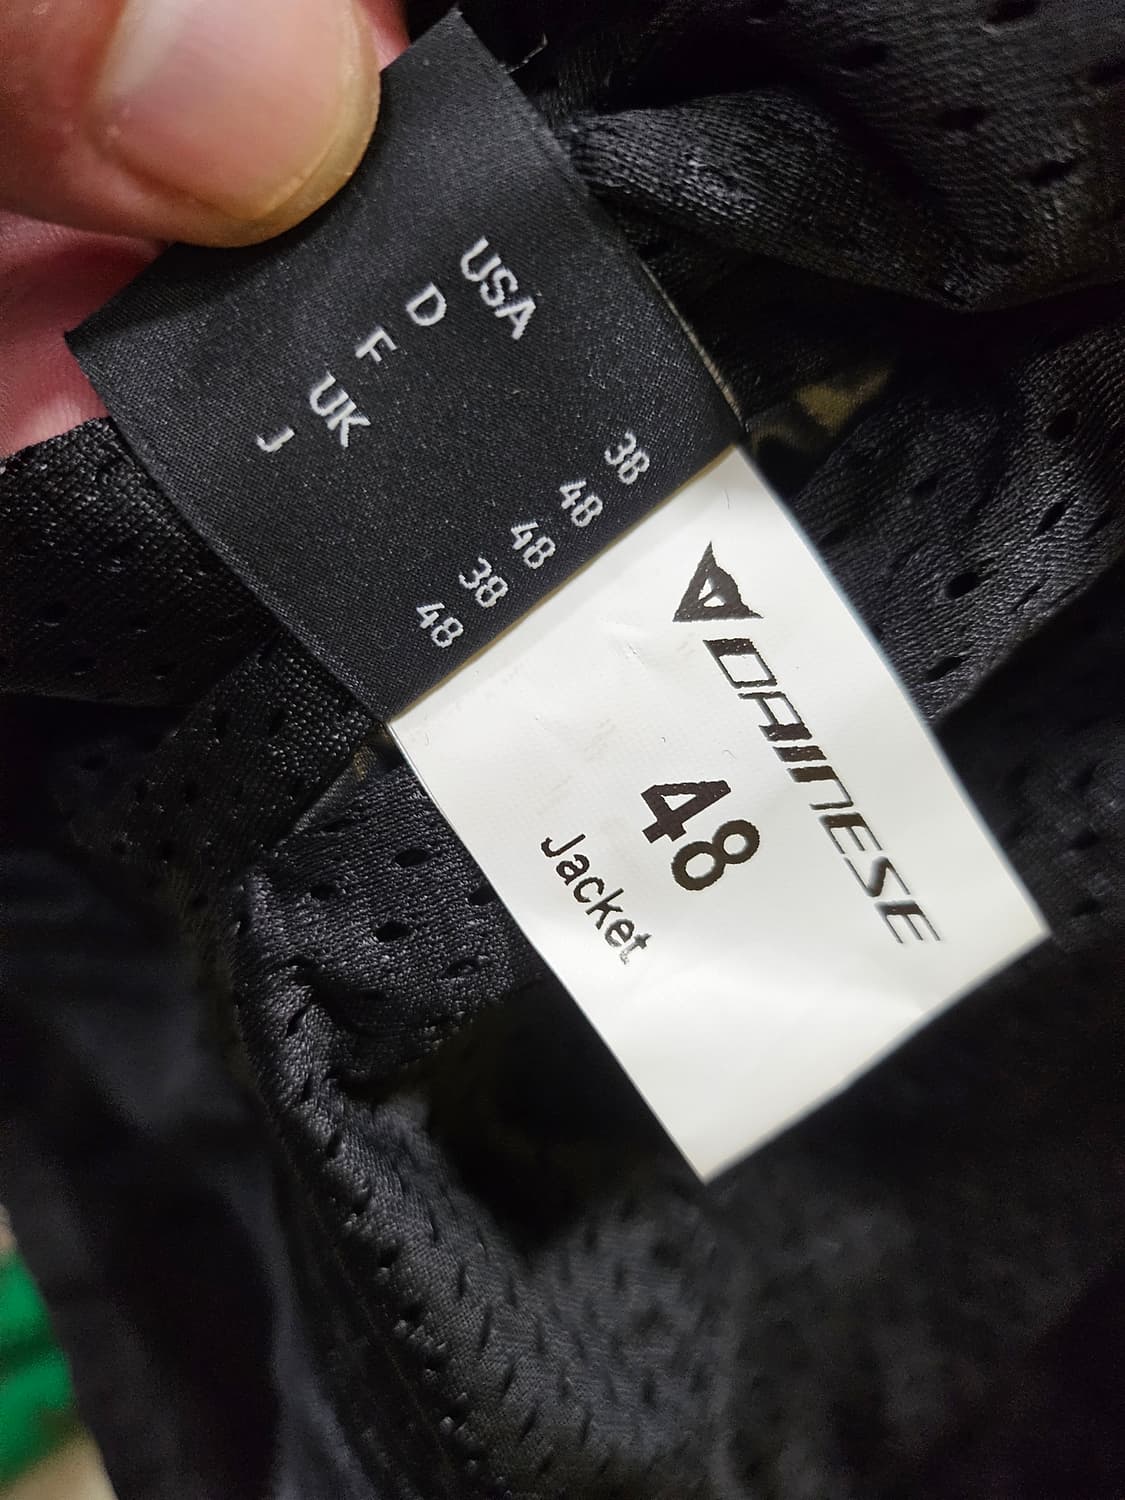 USA 38
D 48
F 48
UK 38
J 48
DAINESE
48
Jacket